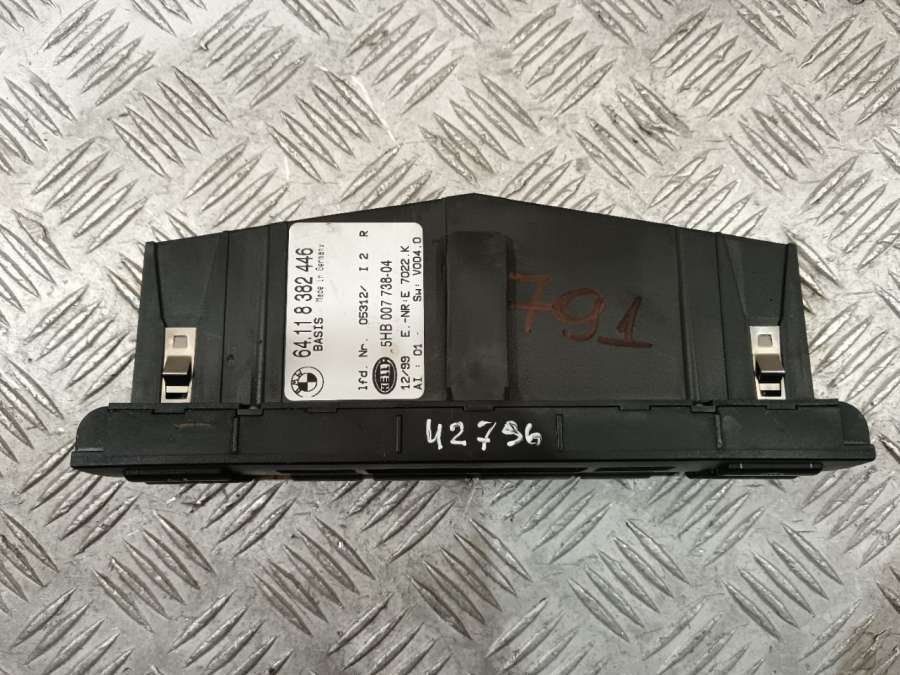 64.11 8 382 446
BASIS Made in Germany
lfd. Nr. 05312/ I 2 R
HELLA 5HB 007 738-04
12/99 E.-NR:E 7022.K
AI: 01 - SW: V004.0
791
42796